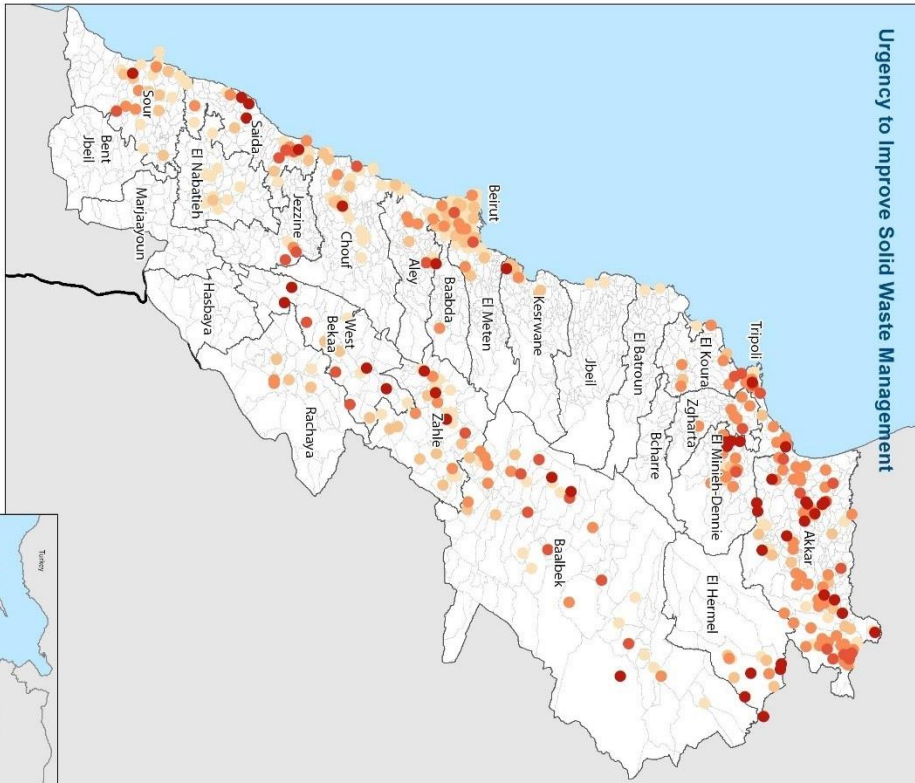 Urgency to Improve Solid Waste Management
Tripoli
Akkar
El Koura
Zgharta
El Minieh-Dennie
El Hermel
El Batroun
Bcharre
Jbeil
Kesrwane
Baalbek
Beirut
El Meten
Baabda
Aley
Zahle
Chouf
West
Bekaa
Rachaya
Jezzine
Saida
El Nabatieh
Hasbaya
Sour
Marjaayoun
Bent
Jbeil
Turkey